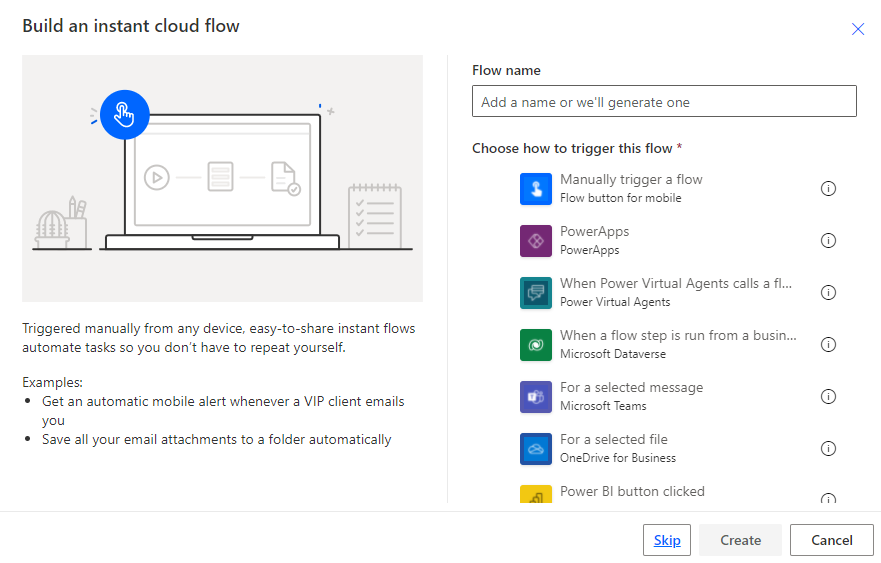 Build an instant cloud flow
Flow name
Add a name or we'll generate one
Choose how to trigger this flow *
Manually trigger a flow
Flow button for mobile
PowerApps
PowerApps
When Power Virtual Agents calls a fl...
Power Virtual Agents
When a flow step is run from a busin...
Microsoft Dataverse
For a selected message
Microsoft Teams
For a selected file
OneDrive for Business
Power BI button clicked
Triggered manually from any device, easy-to-share instant flows
automate tasks so you don't have to repeat yourself.
Examples:
• Get an automatic mobile alert whenever a VIP client emails
you
• Save all your email attachments to a folder automatically
Skip
Create
Cancel